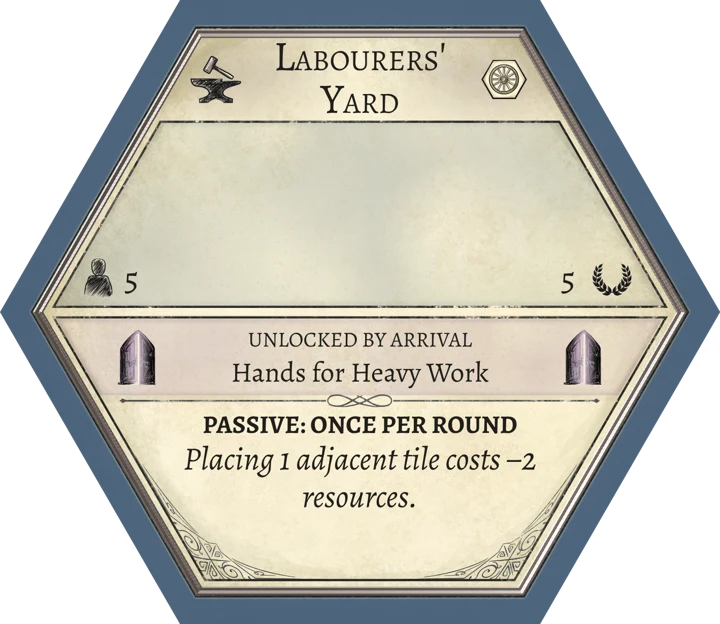 LABOURERS'
YARD
5
5
UNLOCKED BY ARRIVAL
Hands for Heavy Work
PASSIVE: ONCE PER ROUND
Placing 1 adjacent tile costs –2
resources.